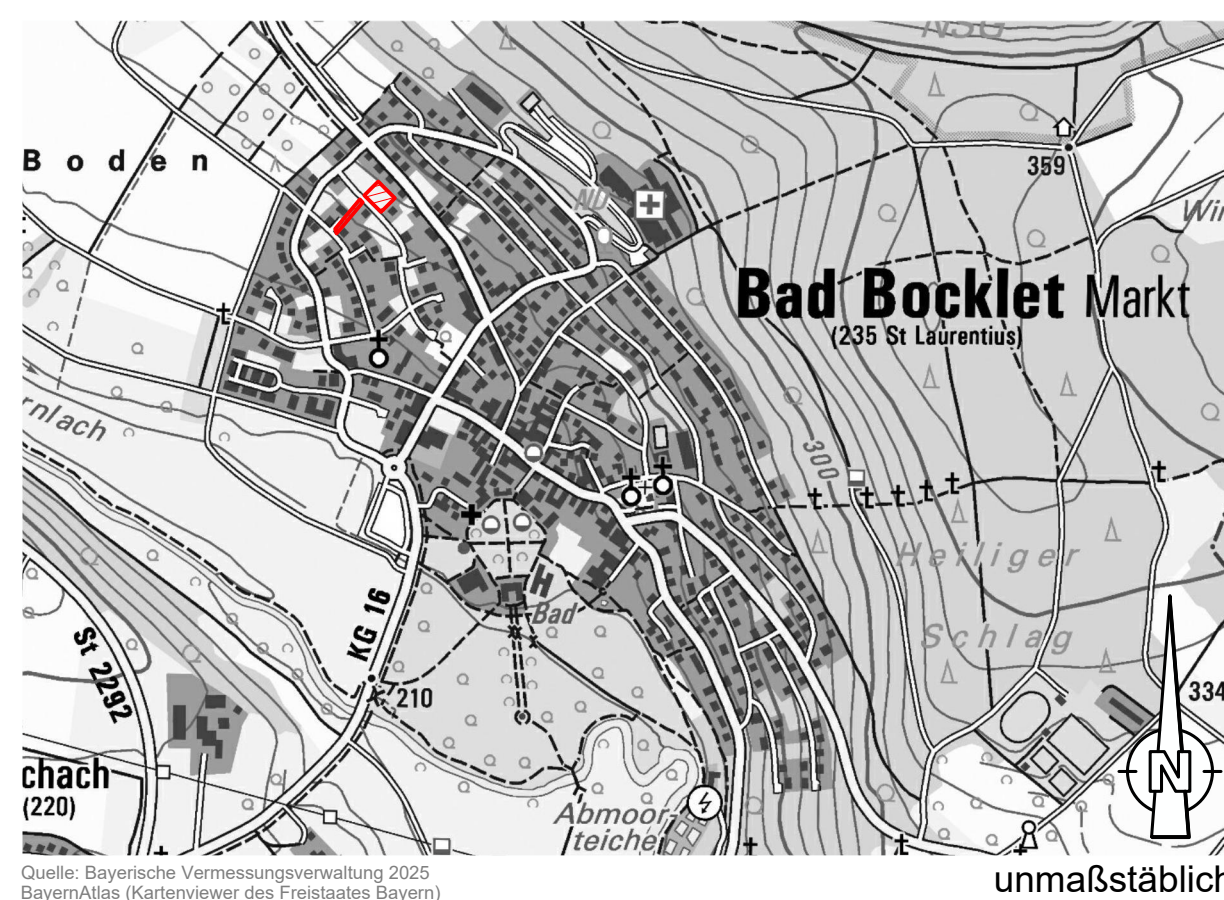 NSG
Boden
359
ND
Win
Bad Bocklet Markt
(235 St Laurentius)
rnlach
300
Heiliger
KG 16
Bad
St 2292
Schlag
210
334
N
chach
(220)
Abmoor-
teiche
Quelle: Bayerische Vermessungsverwaltung 2025
BayernAtlas (Kartenviewer des Freistaates Bayern)
unmaßstäblich